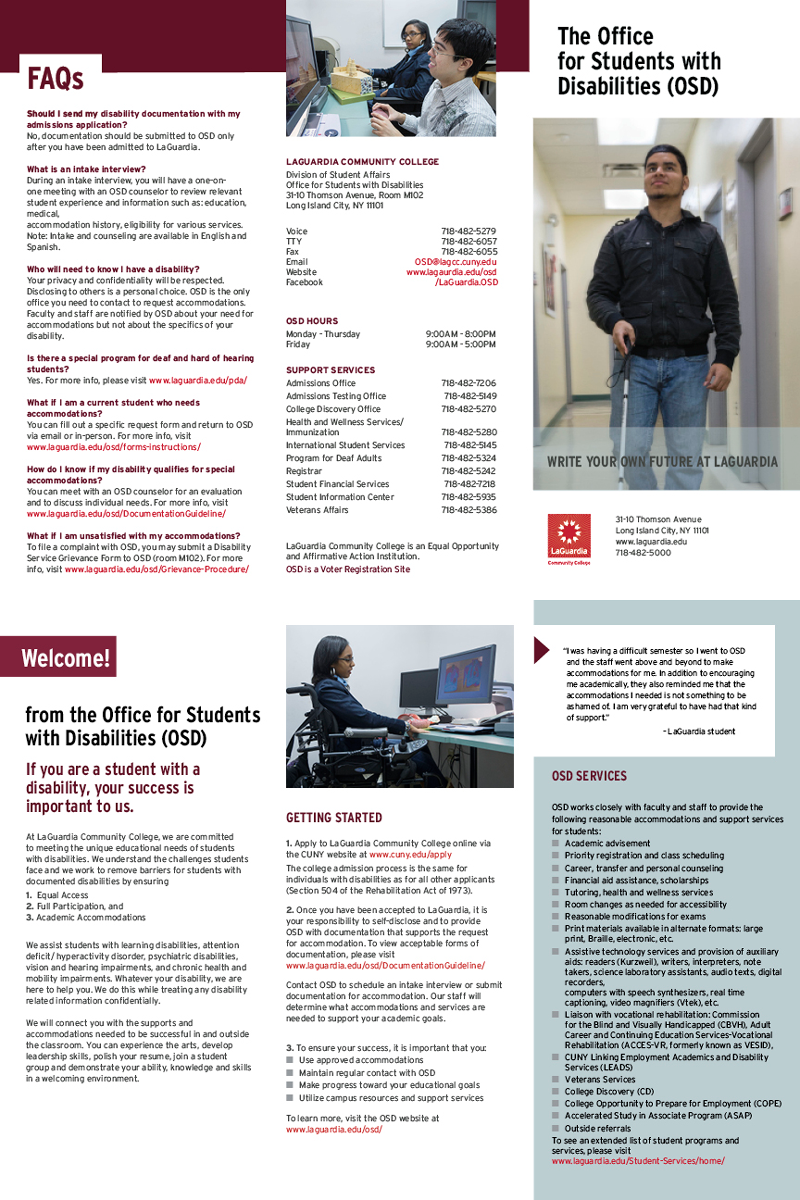 FAQs
Should I send my disability documentation with my
admissions application?
No, documentation should be submitted to OSD only
after you have been admitted to LaGuardia.
What is an intake interview?
During an intake interview, you will have a one-on-
one meeting with an OSD counselor to review relevant
student experience and information such as: education,
medical,
accommodation history, eligibility for various services.
Note: Intake and counseling are available in English and
Spanish.
Who will need to know I have a disability?
Your privacy and confidentiality will be respected.
Disclosing to others is a personal choice. OSD is the only
office you need to contact to request accommodations.
Faculty and staff are notified by OSD about your need for
accommodations but not about the specifics of your
disability.
Is there a special program for deaf and hard of hearing
students?
Yes. For more info, please visit www.laguardia.edu/pda/
What if I am a current student who needs
accommodations?
You can fill out a specific request form and return to OSD
via email or in-person. For more info, visit
www.laguardia.edu/osd/forms-instructions/
How do I know if my disability qualifies for special
accommodations?
You can meet with an OSD counselor for an evaluation
and to discuss individual needs. For more info, visit
www.laguardia.edu/osd/DocumentationGuideline/
What if I am unsatisfied with my accommodations?
To file a complaint with OSD, you may submit a Disability
Service Grievance Form to OSD (room M102). For more
info, visit www.laguardia.edu/osd/Grievance-Procedure/
LAGUARDIA COMMUNITY COLLEGE
Division of Student Affairs
Office for Students with Disabilities
31-10 Thomson Avenue, Room M102
Long Island City, NY 11101
Voice 718-482-5279
TTY 718-482-6057
Fax 718-482-6055
Email OSD@lagcc.cuny.edu
Website www.lagaurdia.edu/osd
Facebook /LaGuardia.OSD
OSD HOURS
Monday - Thursday 9:00AM - 8:00PM
Friday 9:00AM - 5:00PM
SUPPORT SERVICES
Admissions Office 718-482-7206
Admissions Testing Office 718-482-5149
College Discovery Office 718-482-5270
Health and Wellness Services/
Immunization 718-482-5280
International Student Services 718-482-5145
Program for Deaf Adults 718-482-5324
Registrar 718-482-5242
Student Financial Services 718-482-7218
Student Information Center 718-482-5935
Veterans Affairs 718-482-5386
LaGuardia Community College is an Equal Opportunity
and Affirmative Action Institution.
OSD is a Voter Registration Site
The Office
for Students with
Disabilities (OSD)
WRITE YOUR OWN FUTURE AT LAGUARDIA
LaGuardia
Community College
31-10 Thomson Avenue
Long Island City, NY 11101
www.laguardia.edu
718-482-5000
Welcome!
from the Office for Students
with Disabilities (OSD)
If you are a student with a
disability, your success is
important to us.
At LaGuardia Community College, we are committed
to meeting the unique educational needs of students
with disabilities. We understand the challenges students
face and we work to remove barriers for students with
documented disabilities by ensuring
1. Equal Access
2. Full Participation, and
3. Academic Accommodations
We assist students with learning disabilities, attention
deficit/ hyperactivity disorder, psychiatric disabilities,
vision and hearing impairments, and chronic health and
mobility impairments. Whatever your disability, we are
here to help you. We do this while treating any disability
related information confidentially.
We will connect you with the supports and
accommodations needed to be successful in and outside
the classroom. You can experience the arts, develop
leadership skills, polish your resume, join a student
group and demonstrate your ability, knowledge and skills
in a welcoming environment.
GETTING STARTED
1. Apply to LaGuardia Community College online via
the CUNY website at www.cuny.edu/apply
The college admission process is the same for
individuals with disabilities as for all other applicants
(Section 504 of the Rehabilitation Act of 1973).
2. Once you have been accepted to LaGuardia, it is
your responsibility to self-disclose and to provide
OSD with documentation that supports the request
for accommodation. To view acceptable forms of
documentation, please visit
www.laguardia.edu/osd/DocumentationGuideline/
Contact OSD to schedule an intake interview or submit
documentation for accommodation. Our staff will
determine what accommodations and services are
needed to support your academic goals.
3. To ensure your success, it is important that you:
Use approved accommodations
Maintain regular contact with OSD
Make progress toward your educational goals
Utilize campus resources and support services
To learn more, visit the OSD website at
www.laguardia.edu/osd/
“I was having a difficult semester so I went to OSD
and the staff went above and beyond to make
accommodations for me. In addition to encouraging
me academically, they also reminded me that the
accommodations I needed is not something to be
ashamed of. I am very grateful to have had that kind
of support.”
– LaGuardia student
OSD SERVICES
OSD works closely with faculty and staff to provide the
following reasonable accommodations and support services
for students:
Academic advisement
Priority registration and class scheduling
Career, transfer and personal counseling
Financial aid assistance, scholarships
Tutoring, health and wellness services
Room changes as needed for accessibility
Reasonable modifications for exams
Print materials available in alternate formats: large
print, Braille, electronic, etc.
Assistive technology services and provision of auxiliary
aids: readers (Kurzweil), writers, interpreters, note
takers, science laboratory assistants, audio texts, digital
recorders,
computers with speech synthesizers, real time
captioning, video magnifiers (Vtek), etc.
Liaison with vocational rehabilitation: Commission
for the Blind and Visually Handicapped (CBVH), Adult
Career and Continuing Education Services-Vocational
Rehabilitation (ACCES-VR, formerly known as VESID),
CUNY Linking Employment Academics and Disability
Services (LEADS)
Veterans Services
College Discovery (CD)
College Opportunity to Prepare for Employment (COPE)
Accelerated Study in Associate Program (ASAP)
Outside referrals
To see an extended list of student programs and
services, please visit
www.laguardia.edu/Student-Services/home/